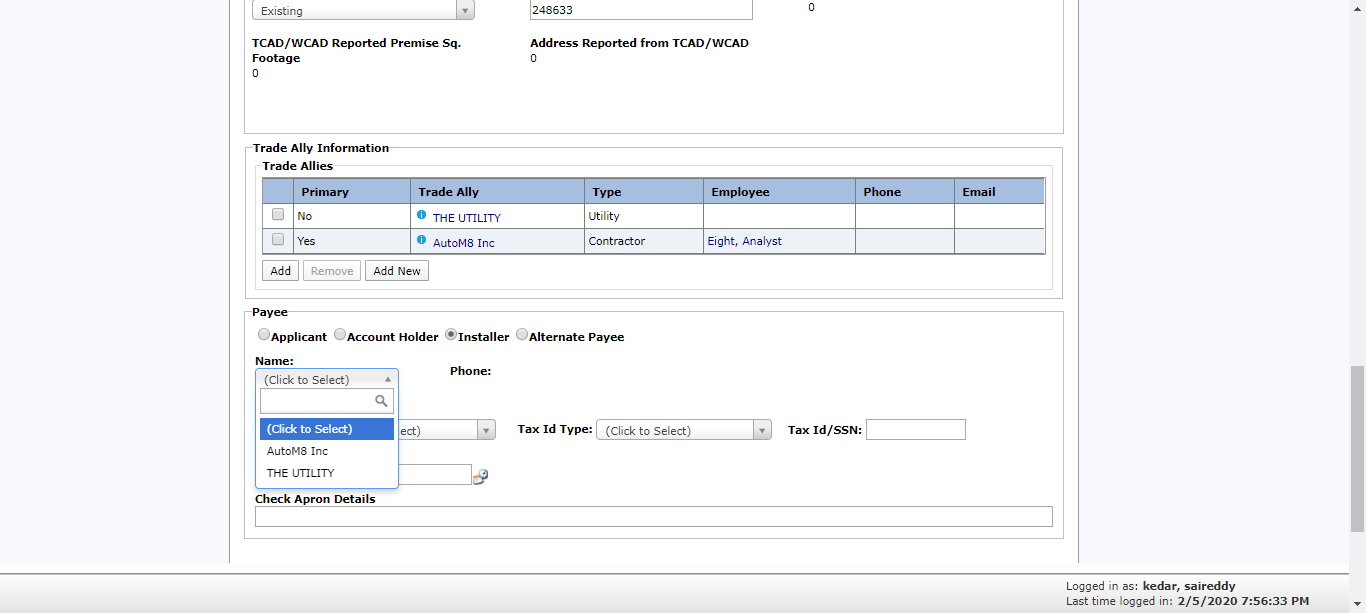 Existing
248633
0
TCAD/WCAD Reported Premise Sq. Footage
0
Address Reported from TCAD/WCAD
0
Trade Ally Information
Trade Allies
Primary Trade Ally Type Employee Phone Email
No THE UTILITY Utility
Yes AutoM8 Inc Contractor Eight, Analyst
Add Remove Add New
Payee
Applicant Account Holder Installer Alternate Payee
Name:
(Click to Select)
Phone:
(Click to Select)
AutoM8 Inc
THE UTILITY
ect)
Tax Id Type: (Click to Select) Tax Id/SSN:
Check Apron Details
Logged in as: kedar, saireddy
Last time logged in: 2/5/2020 7:56:33 PM